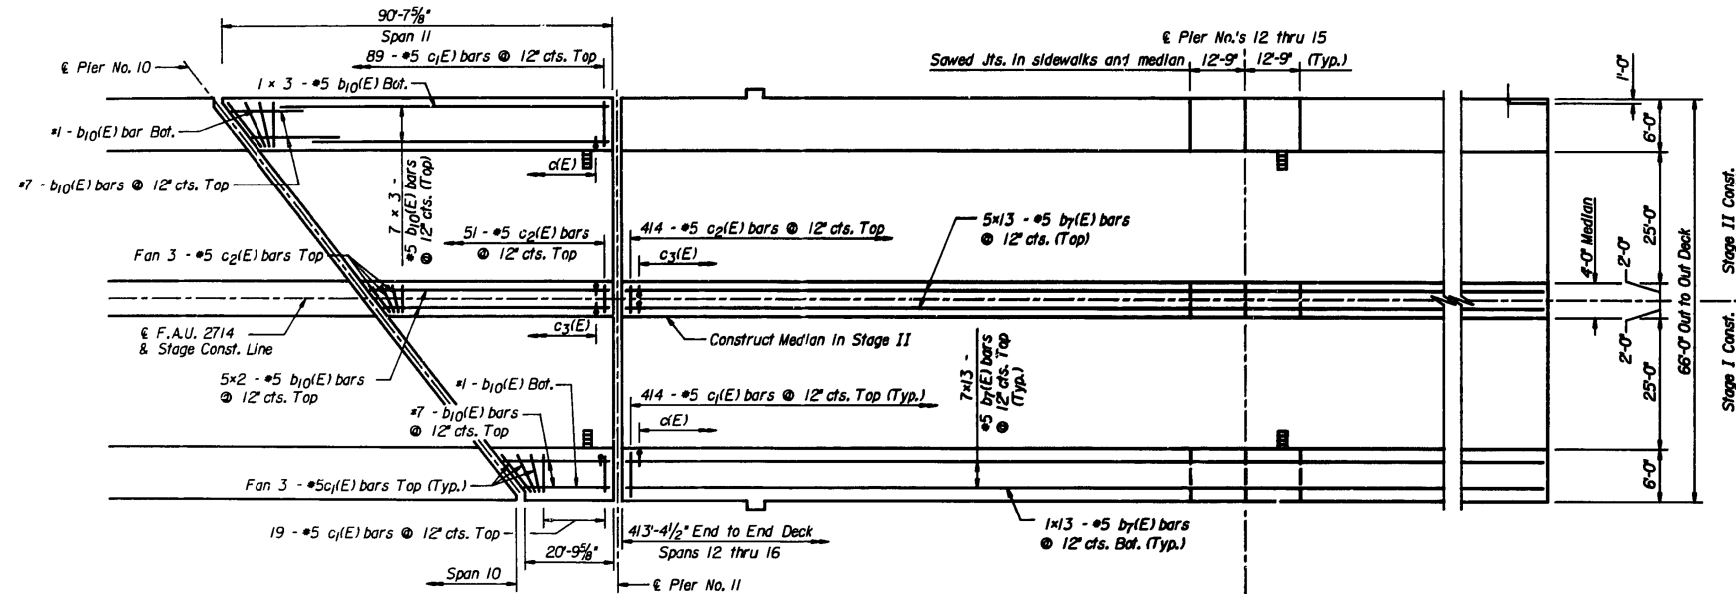 90'-7⅝"
Span 11
89 - #5 c₁(E) bars @ 12" cts. Top
℄ Pier No. 10
1 × 3 - #5 b₁₀(E) Bot.
*1 - b₁₀(E) bar Bot.
*7 - b₁₀(E) bars @ 12" cts. Top
7 × 3 -
#5 b₁₀(E) bars
@ 12" cts. (Top)
c(E)
51 - #5 c₂(E) bars
@ 12" cts. Top
Fan 3 - #5 c₂(E) bars Top
c₃(E)
℄ F.A.U. 2714
& Stage Const. Line
5×2 - #5 b₁₀(E) bars
@ 12" cts. Top
*1 - b₁₀(E) Bot.
*7 - b₁₀(E) bars
@ 12" cts. Top
Fan 3 - #5c₁(E) bars Top (Typ.)
19 - #5 c₁(E) bars @ 12" cts. Top
20'-9⅝"
Span 10
℄ Pier No. 11
℄ Pier No.'s 12 thru 15
Sawed Jts. in sidewalks and median
12'-9"
12'-9"
(Typ.)
414 - #5 c₂(E) bars @ 12" cts. Top
c₃(E)
5×13 - #5 b₇(E) bars
@ 12" cts. (Top)
Construct Median in Stage II
414 - #5 c₁(E) bars @ 12" cts. Top (Typ.)
c(E)
7×13 -
#5 b₇(E) bars
@ 12" cts. Top
(Typ.)
413'-4½" End to End Deck
Spans 12 thru 16
1×13 - #5 b₇(E) bars
@ 12" cts. Bot. (Typ.)
1'-0"
6'-0"
25'-0"
4'-0" Median
2'-0"
2'-0"
25'-0"
6'-0"
66'-0" Out to Out Deck
Stage II Const.
Stage I Const.